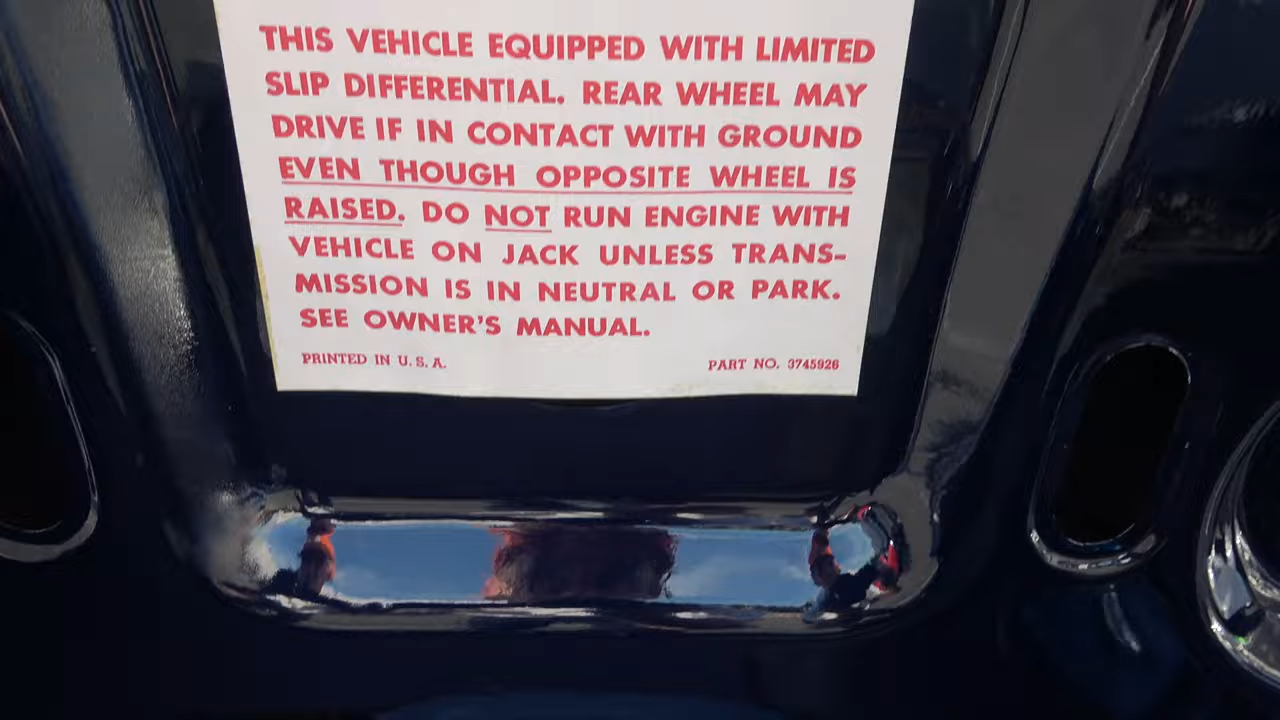 THIS VEHICLE EQUIPPED WITH LIMITED
SLIP DIFFERENTIAL. REAR WHEEL MAY
DRIVE IF IN CONTACT WITH GROUND
EVEN THOUGH OPPOSITE WHEEL IS
RAISED. DO NOT RUN ENGINE WITH
VEHICLE ON JACK UNLESS TRANS-
MISSION IS IN NEUTRAL OR PARK.
SEE OWNER'S MANUAL.
PRINTED IN U. S. A. PART NO. 3745926